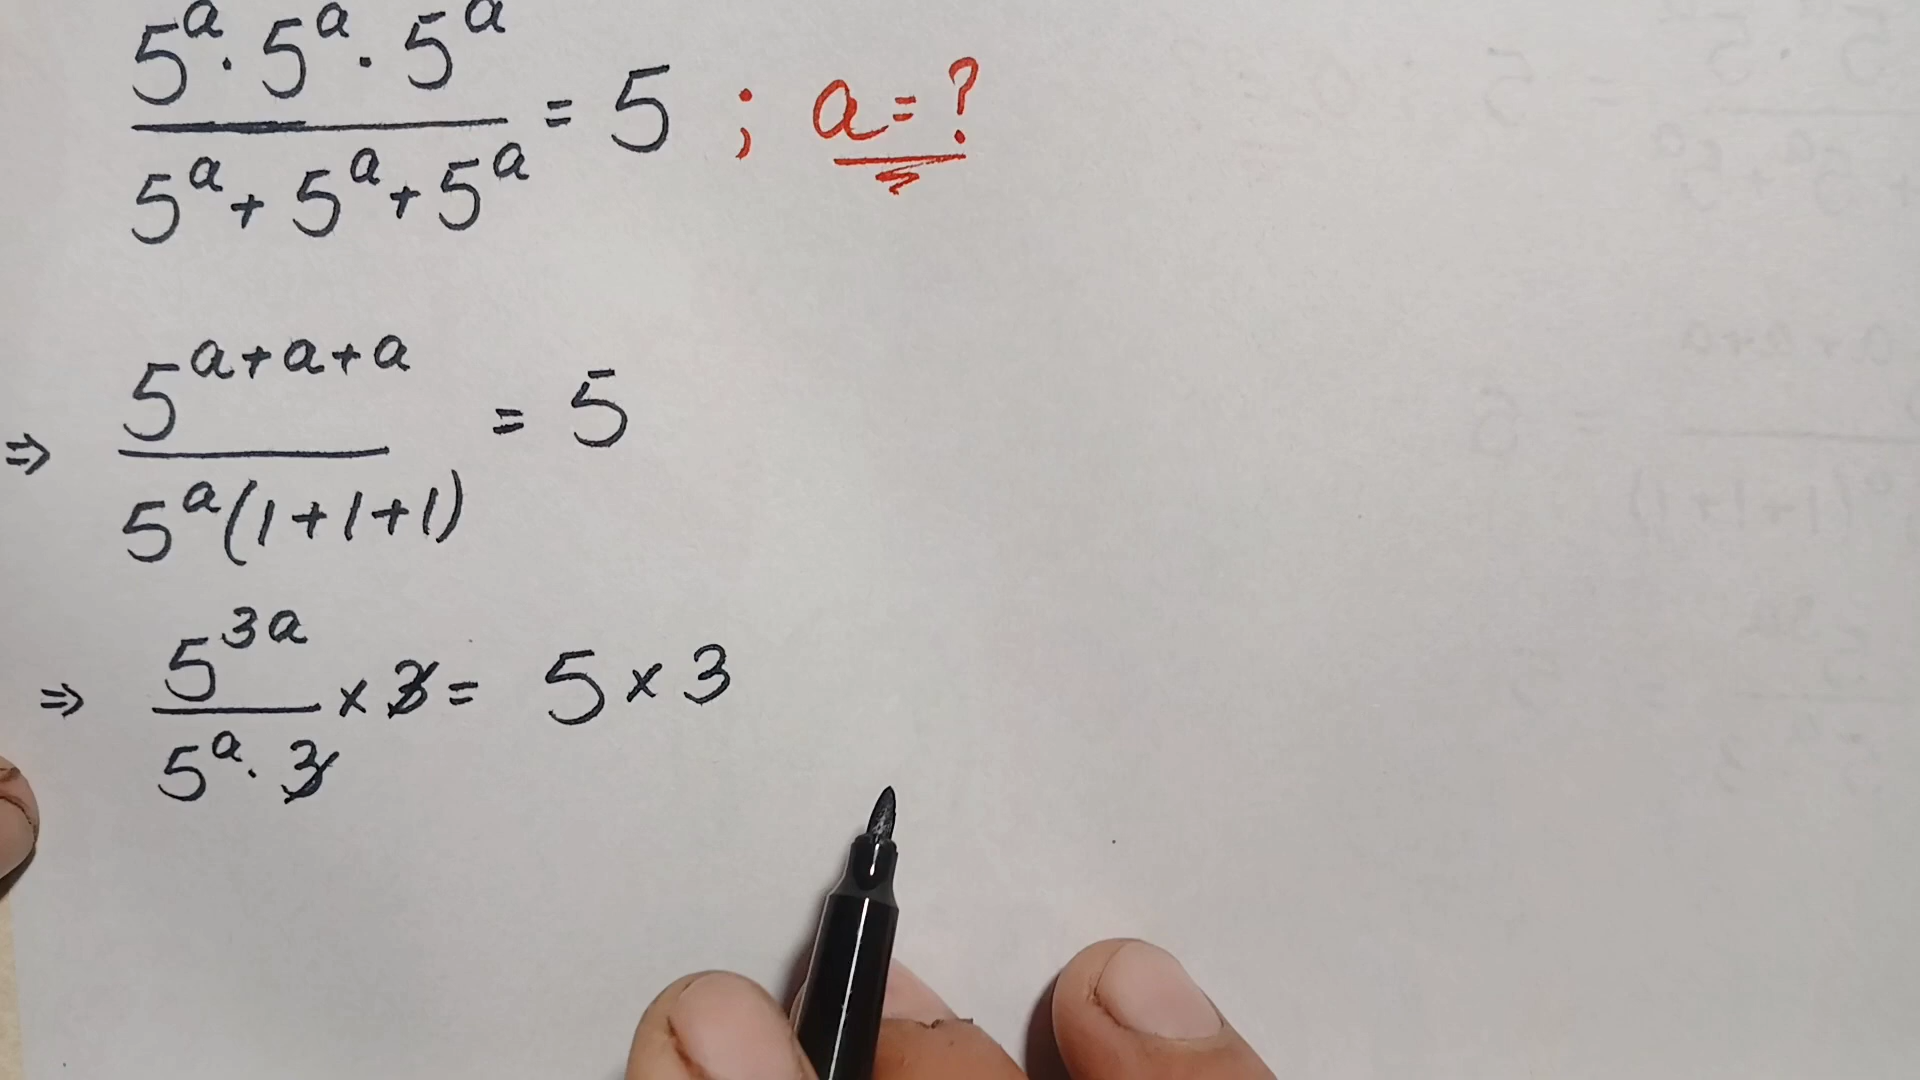 5^a · 5^a · 5^a / 5^a + 5^a + 5^a = 5 ; a = ?
⇒ 5^(a+a+a) / 5^a(1+1+1) = 5
⇒ 5^(3a) / 5^a · 3 × 3 = 5 × 3